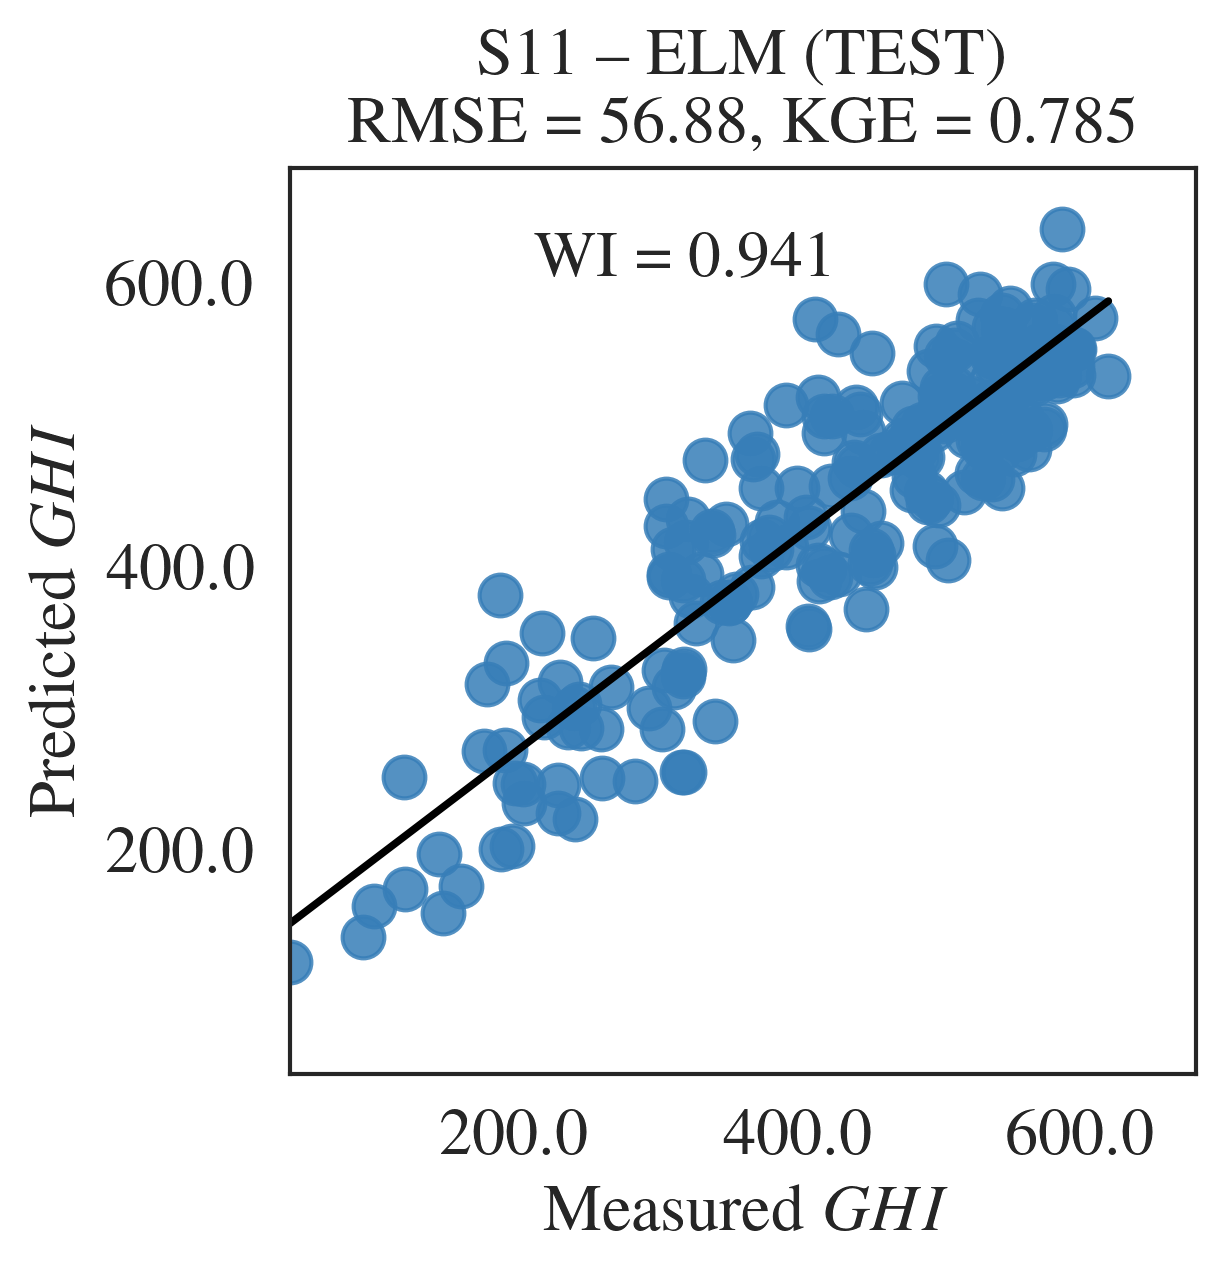 S11 – ELM (TEST)
RMSE = 56.88, KGE = 0.785
WI = 0.941
600.0
400.0
200.0
Predicted GHI
200.0 400.0 600.0
Measured GHI